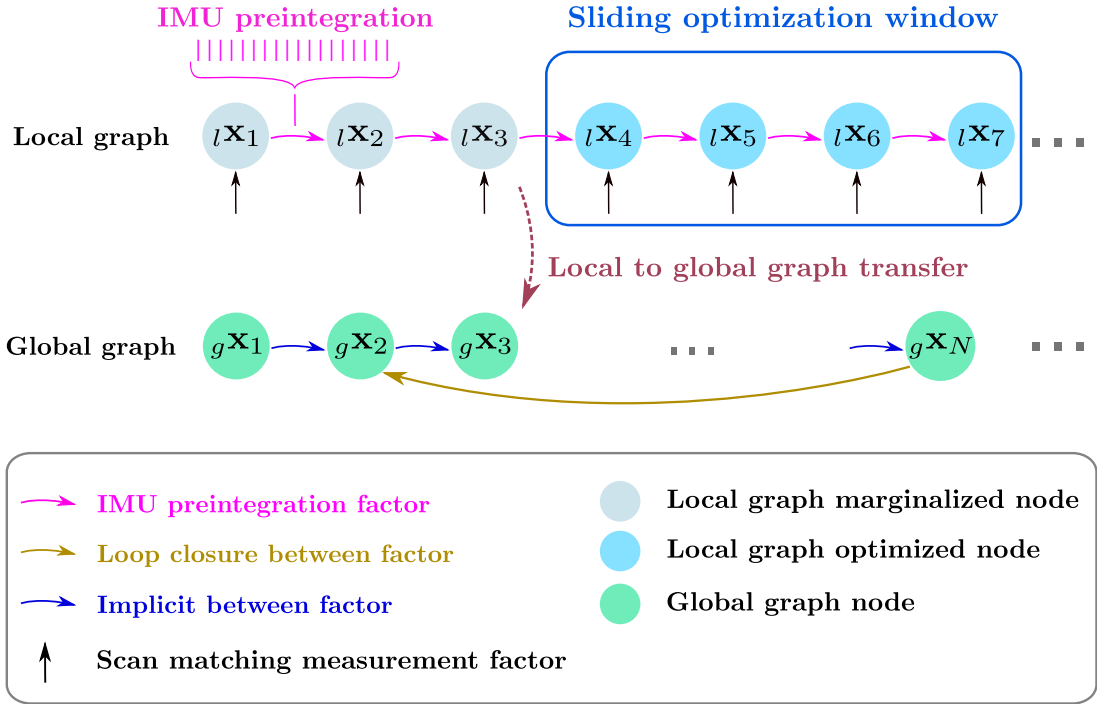 IMU preintegration
Sliding optimization window
Local graph
lx1 lx2 lx3 lx4 lx5 lx6 lx7 ...
Local to global graph transfer
Global graph
gx1 gx2 gx3 ... gxN ...
IMU preintegration factor
Loop closure between factor
Implicit between factor
Scan matching measurement factor
Local graph marginalized node
Local graph optimized node
Global graph node